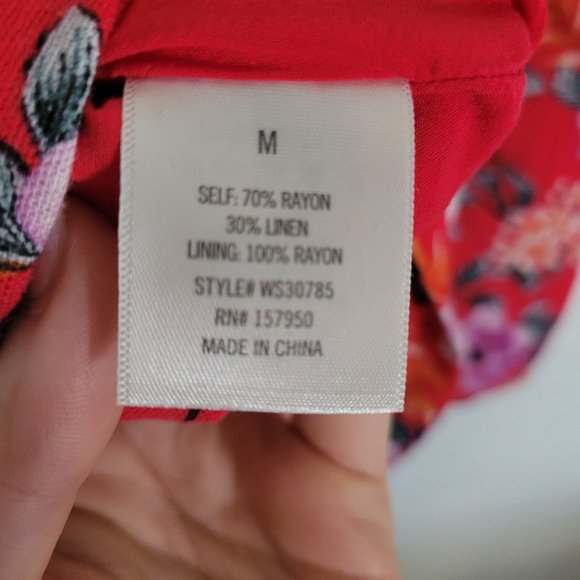 M
SELF: 70% RAYON
30% LINEN
LINING: 100% RAYON
STYLE# WS30785
RN# 157950
MADE IN CHINA